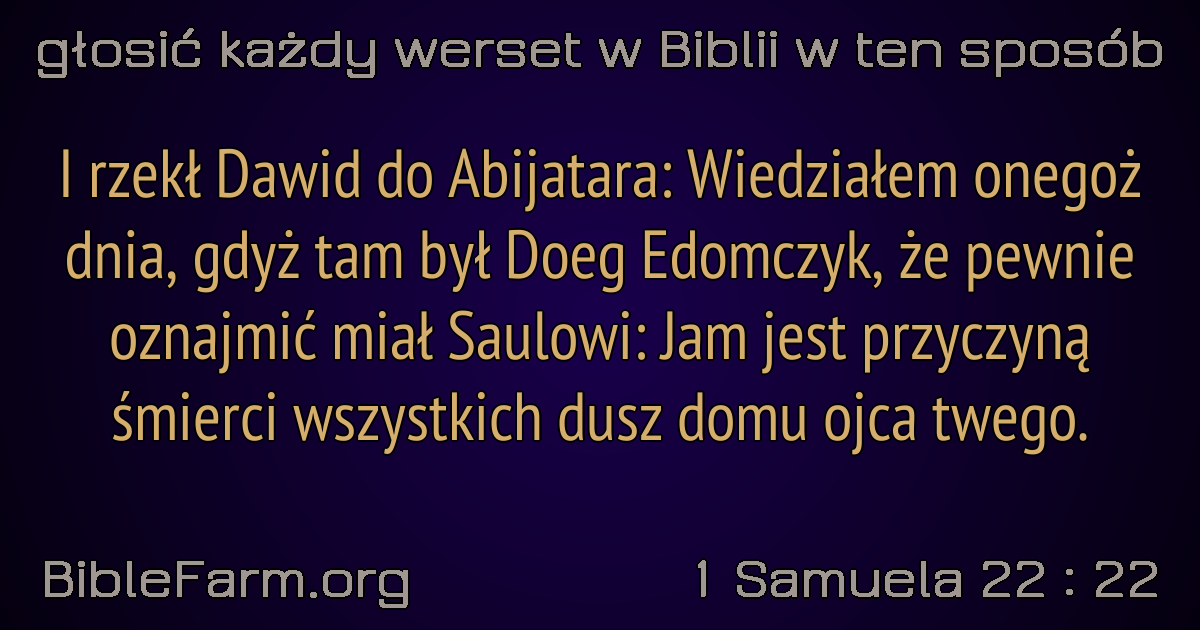 głosić każdy werset w Biblii w ten sposób
I rzekł Dawid do Abijatara: Wiedziałem onegoż
dnia, gdyż tam był Doeg Edomczyk, że pewnie
oznajmić miał Saulowi: Jam jest przyczyną
śmierci wszystkich dusz domu ojca twego.
BibleFarm.org
1 Samuela 22 : 22